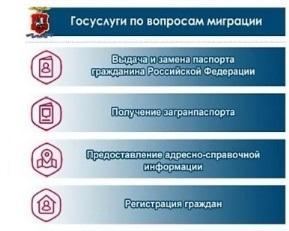 Госуслуги по вопросам миграции
Выдача и замена паспорта
гражданина Российской Федерации
Получение загранпаспорта
Предоставление адресно-справочной
информации
Регистрация граждан